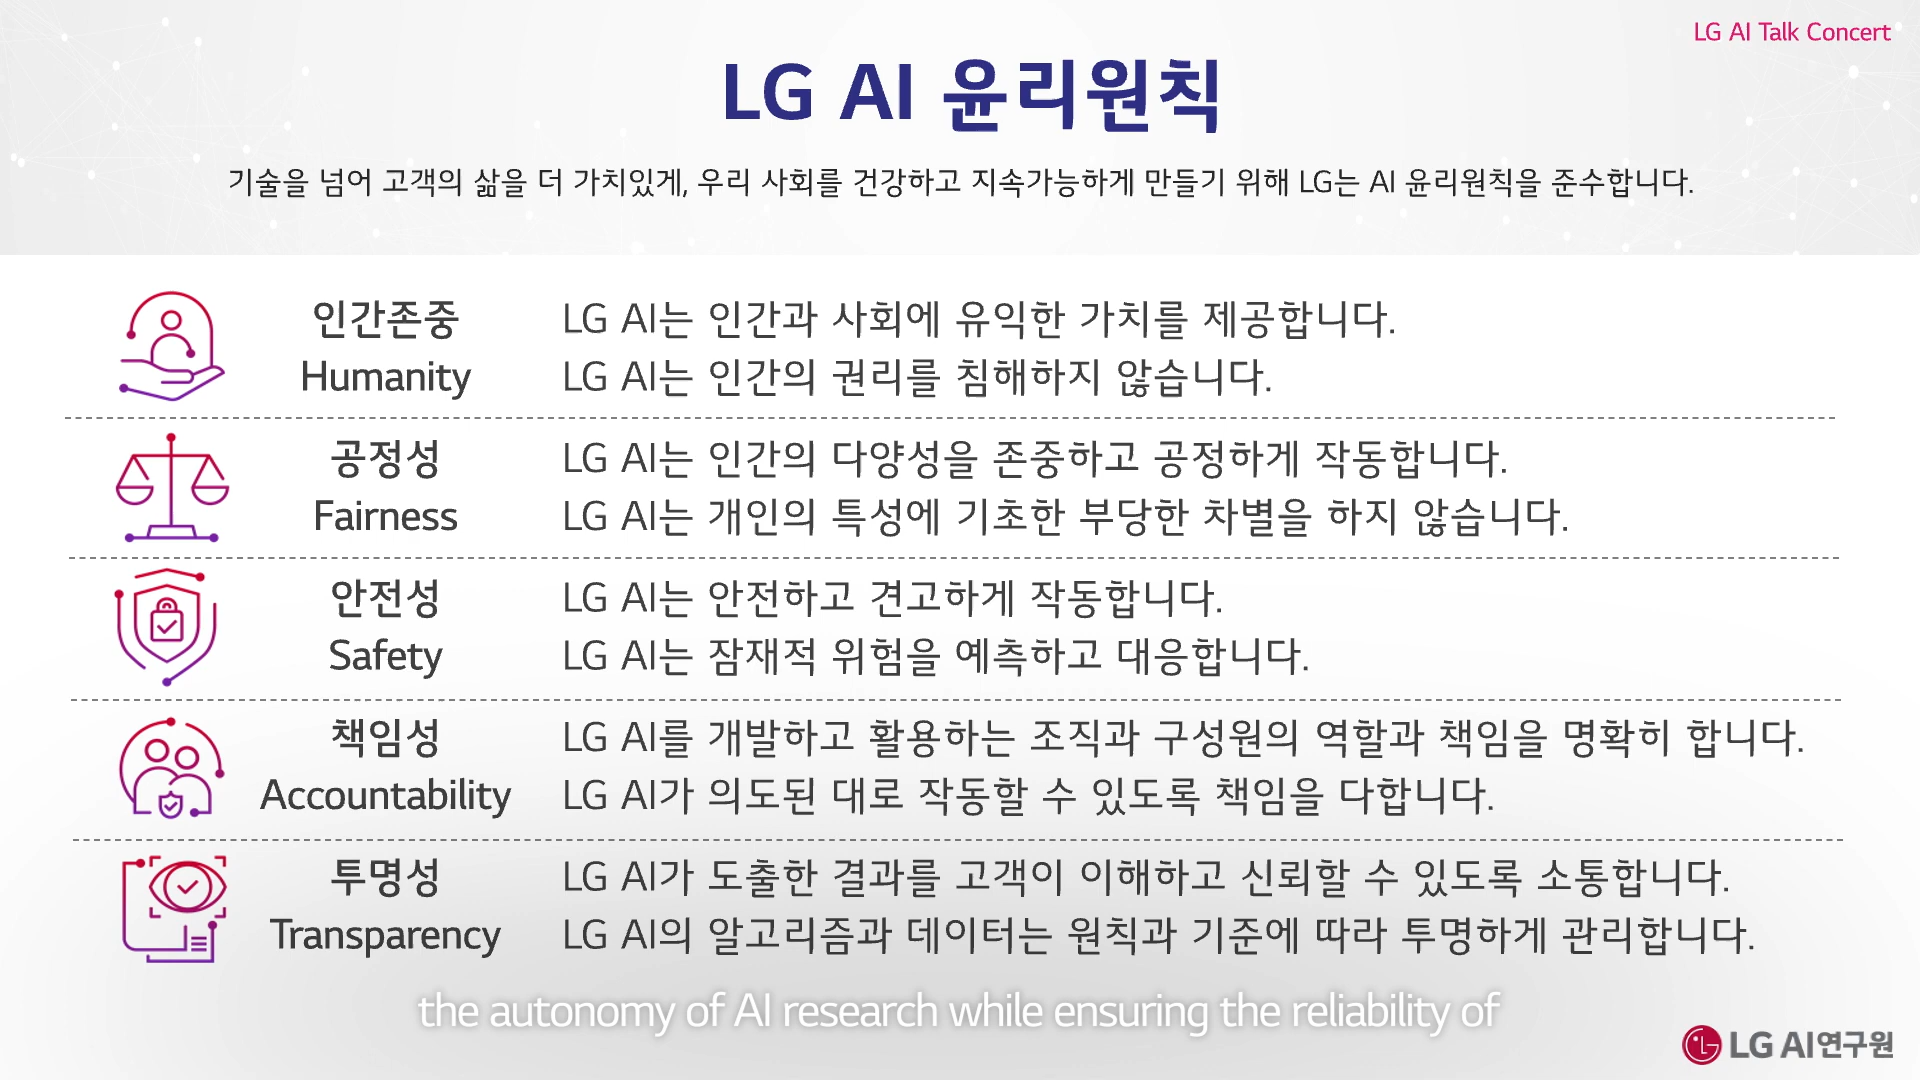 LG AI Talk Concert
LG AI 윤리원칙
기술을 넘어 고객의 삶을 더 가치있게, 우리 사회를 건강하고 지속가능하게 만들기 위해 LG는 AI 윤리원칙을 준수합니다.
인간존중
Humanity
LG AI는 인간과 사회에 유익한 가치를 제공합니다.
LG AI는 인간의 권리를 침해하지 않습니다.
공정성
Fairness
LG AI는 인간의 다양성을 존중하고 공정하게 작동합니다.
LG AI는 개인의 특성에 기초한 부당한 차별을 하지 않습니다.
안전성
Safety
LG AI는 안전하고 견고하게 작동합니다.
LG AI는 잠재적 위험을 예측하고 대응합니다.
책임성
Accountability
LG AI를 개발하고 활용하는 조직과 구성원의 역할과 책임을 명확히 합니다.
LG AI가 의도된 대로 작동할 수 있도록 책임을 다합니다.
투명성
Transparency
LG AI가 도출한 결과를 고객이 이해하고 신뢰할 수 있도록 소통합니다.
LG AI의 알고리즘과 데이터는 원칙과 기준에 따라 투명하게 관리합니다.
the autonomy of AI research while ensuring the reliability of
LG AI연구원